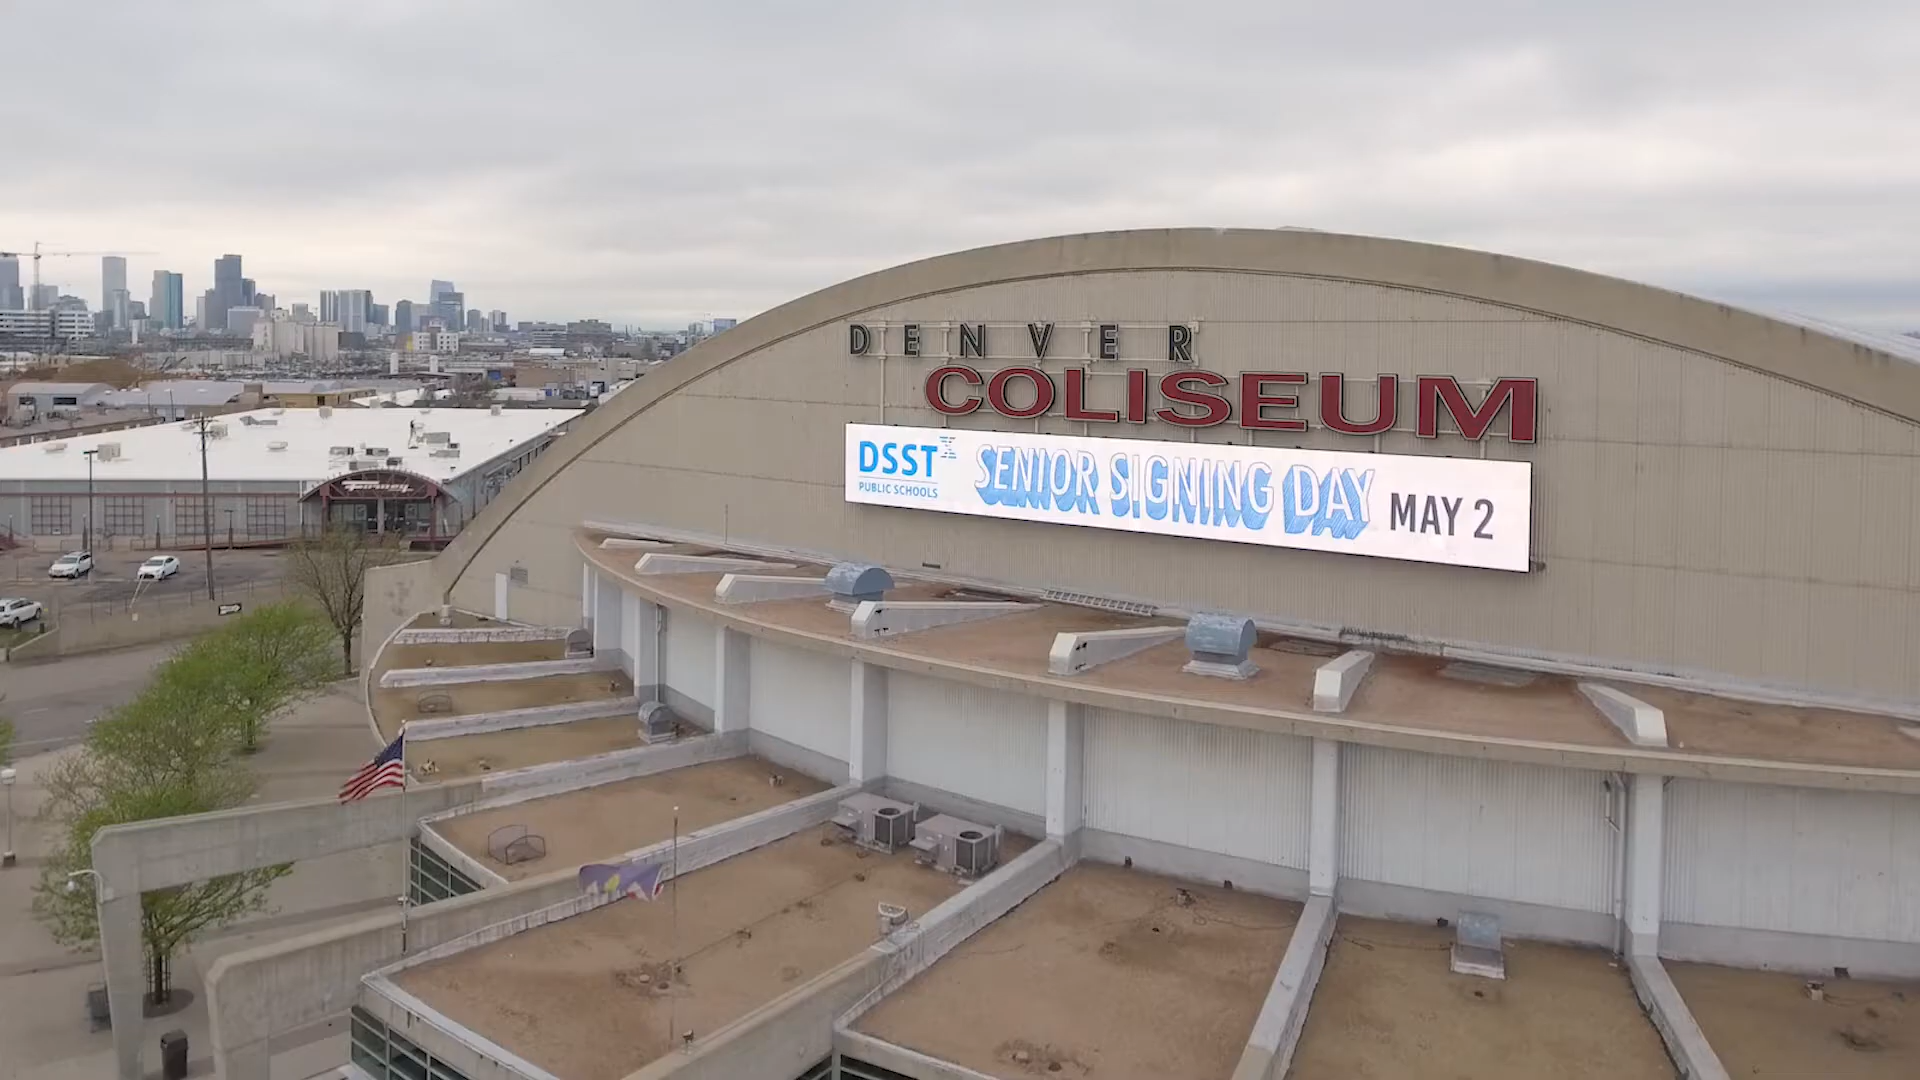 DENVER
COLISEUM
DSST
PUBLIC SCHOOLS
SENIOR SIGNING DAY MAY 2